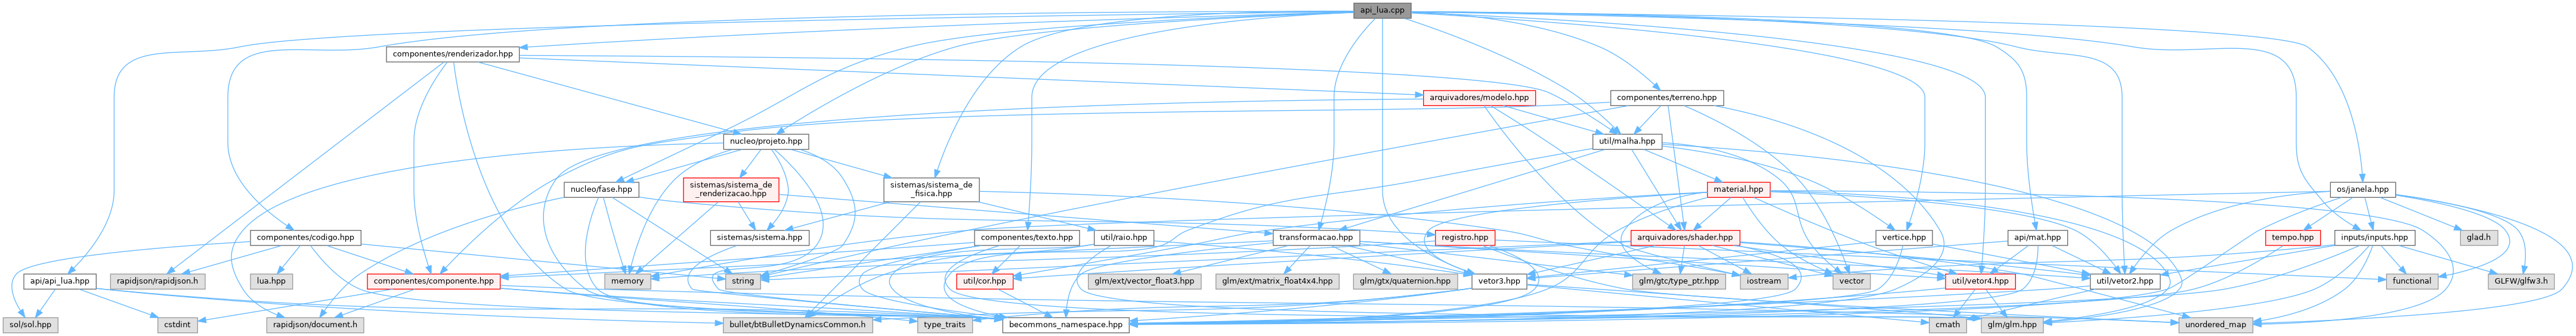 api_lua.cpp
componentes/renderizador.hpp
arquivadores/modelo.hpp
componentes/terreno.hpp
nucleo/projeto.hpp
util/malha.hpp
nucleo/fase.hpp
sistemas/sistema_de
_renderizacao.hpp
sistemas/sistema_de
_fisica.hpp
material.hpp
os/janela.hpp
componentes/codigo.hpp
sistemas/sistema.hpp
componentes/texto.hpp
util/raio.hpp
transformacao.hpp
registro.hpp
arquivadores/shader.hpp
vertice.hpp
api/mat.hpp
tempo.hpp
inputs/inputs.hpp
glad.h
api/api_lua.hpp
rapidjson/rapidjson.h
lua.hpp
componentes/componente.hpp
memory
string
util/cor.hpp
glm/ext/vector_float3.hpp
glm/ext/matrix_float4x4.hpp
glm/gtx/quaternion.hpp
vetor3.hpp
glm/gtc/type_ptr.hpp
iostream
vector
util/vetor4.hpp
util/vetor2.hpp
functional
GLFW/glfw3.h
sol/sol.hpp
cstdint
rapidjson/document.h
bullet/btBulletDynamicsCommon.h
type_traits
becommons_namespace.hpp
cmath
glm/glm.hpp
unordered_map